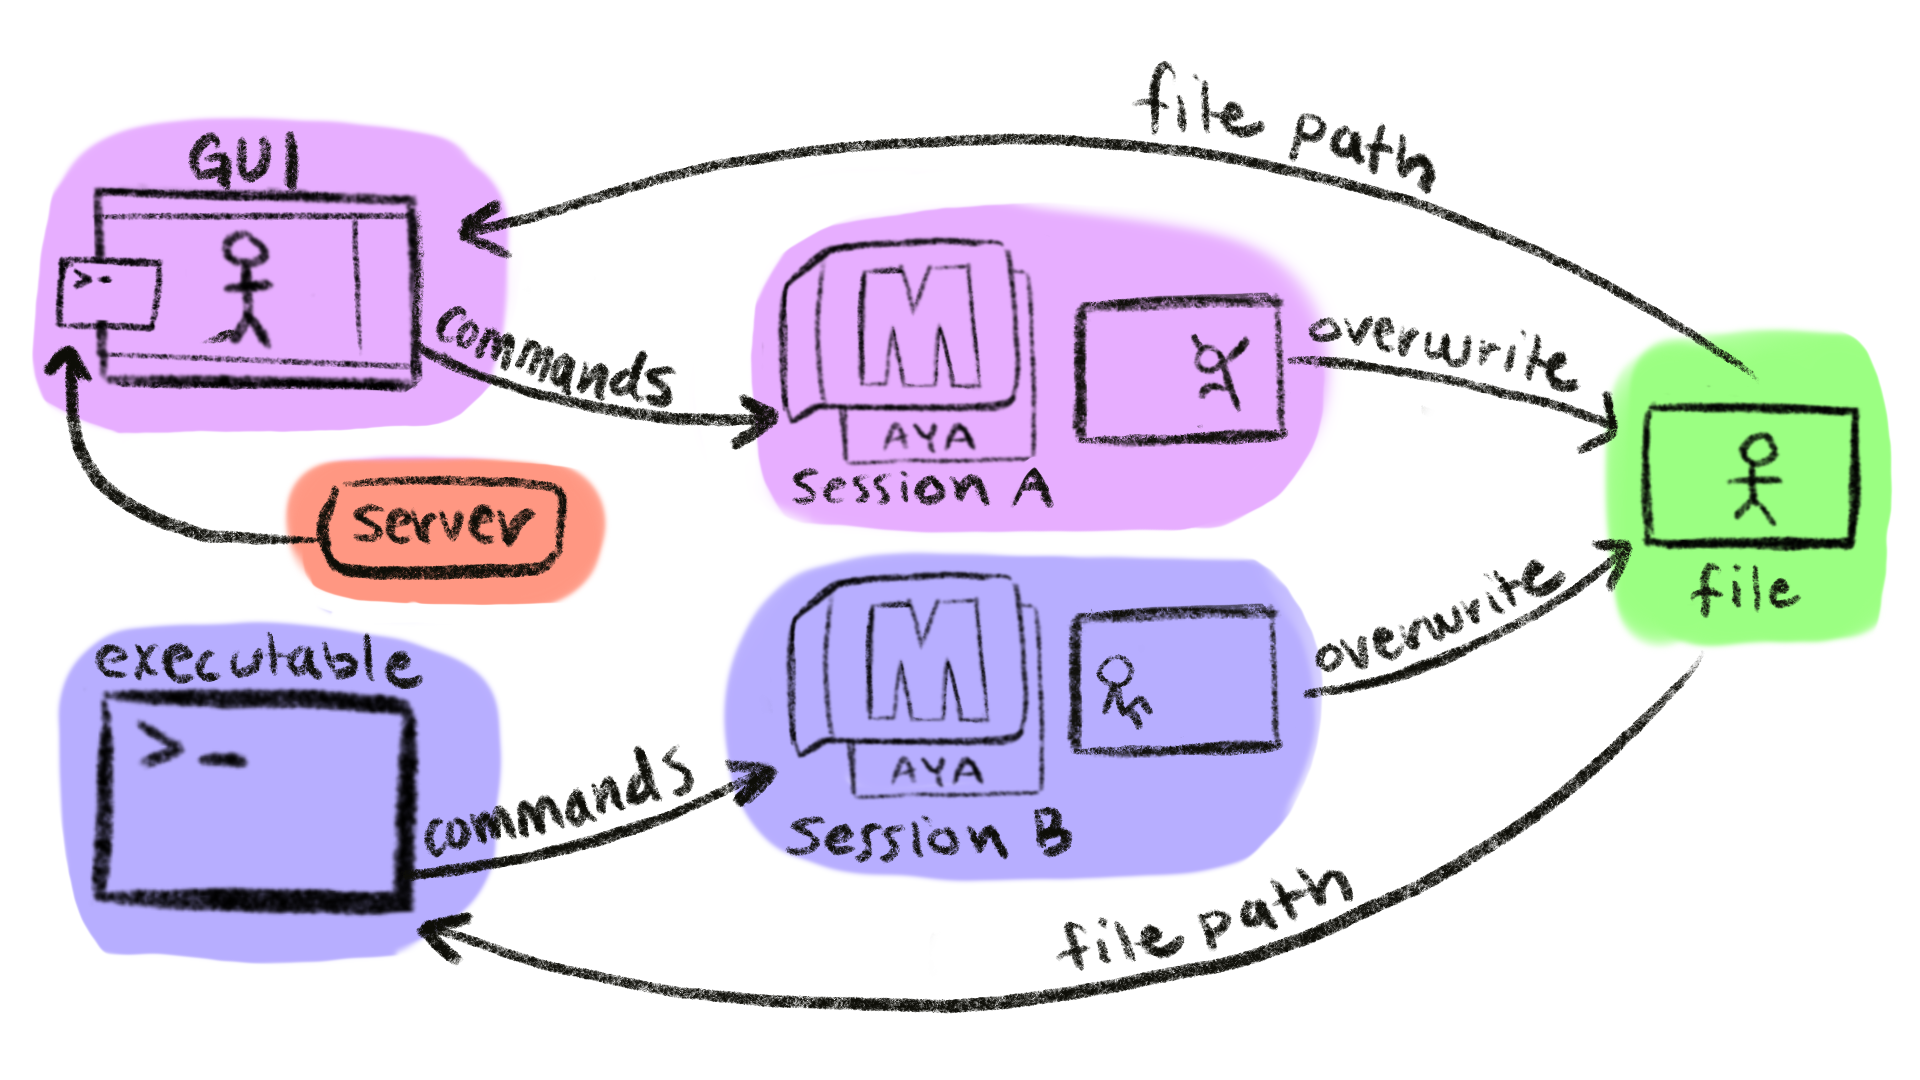 GUI
>-
file path
commands
M
AYA
Session A
overwrite
server
file
executable
>-
commands
M
AYA
Session B
overwrite
file path